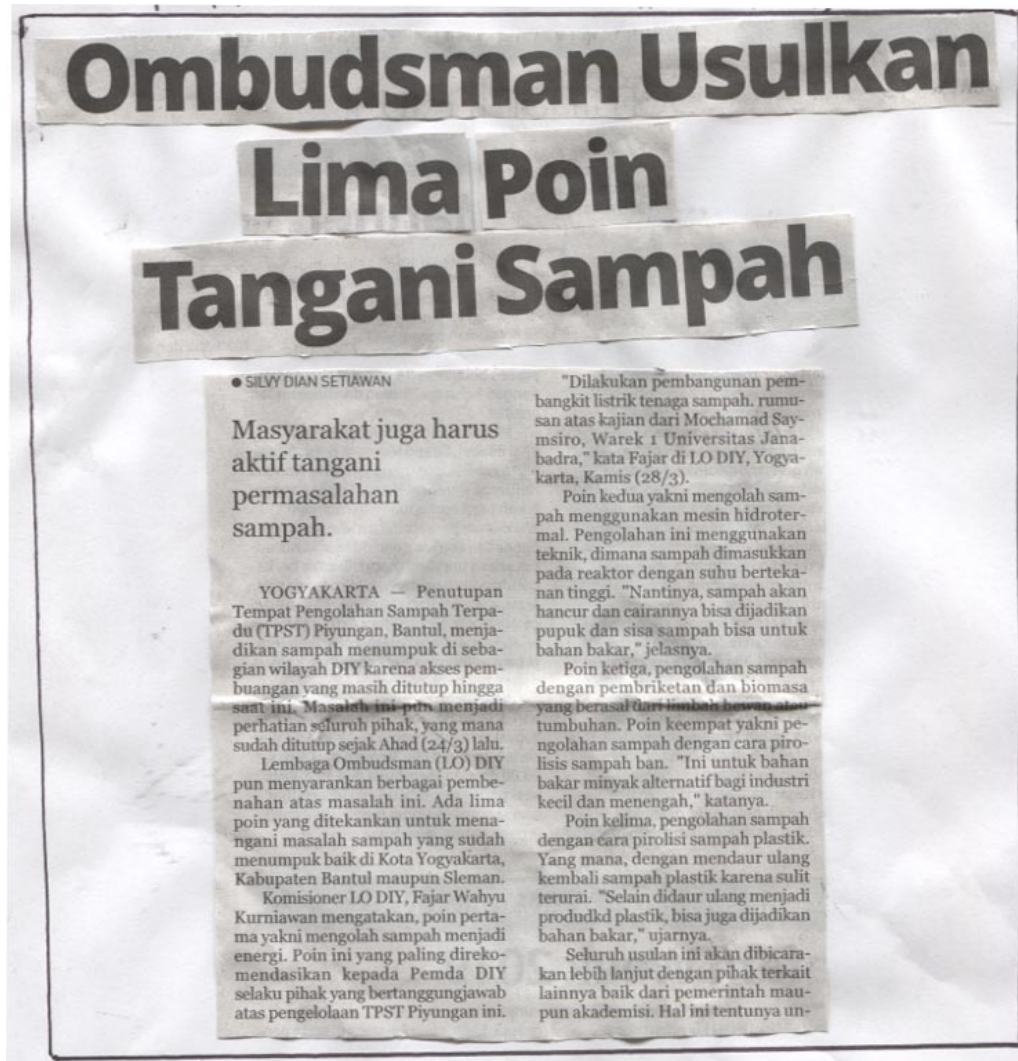 Ombudsman Usulkan
Lima Poin
Tangani Sampah
● SILVY DIAN SETIAWAN
Masyarakat juga harus
aktif tangani
permasalahan
sampah.
YOGYAKARTA — Penutupan
Tempat Pengolahan Sampah Terpa-
du (TPST) Piyungan, Bantul, menja-
dikan sampah menumpuk di seba-
gian wilayah DIY karena akses pem-
buangan yang masih ditutup hingga
saat ini. Masalah ini pun menjadi
perhatian seluruh pihak, yang mana
sudah ditutup sejak Ahad (24/3) lalu.
Lembaga Ombudsman (LO) DIY
pun menyarankan berbagai pembe-
nahan atas masalah ini. Ada lima
poin yang ditekankan untuk mena-
ngani masalah sampah yang sudah
menumpuk baik di Kota Yogyakarta,
Kabupaten Bantul maupun Sleman.
Komisioner LO DIY, Fajar Wahyu
Kurniawan mengatakan, poin perta-
ma yakni mengolah sampah menjadi
energi. Poin ini yang paling direko-
mendasikan kepada Pemda DIY
selaku pihak yang bertanggungjawab
atas pengelolaan TPST Piyungan ini.
"Dilakukan pembangunan pem-
bangkit listrik tenaga sampah. rumu-
san atas kajian dari Mochamad Say-
msiro, Warek 1 Universitas Jana-
badra," kata Fajar di LO DIY, Yogya-
karta, Kamis (28/3).
Poin kedua yakni mengolah sam-
pah menggunakan mesin hidroter-
mal. Pengolahan ini menggunakan
teknik, dimana sampah dimasukkan
pada reaktor dengan suhu berteka-
nan tinggi. "Nantinya, sampah akan
hancur dan cairannya bisa dijadikan
pupuk dan sisa sampah bisa untuk
bahan bakar," jelasnya.
Poin ketiga, pengolahan sampah
dengan pembriketan dan biomasa
yang berasal dari limbah hewan atau
tumbuhan. Poin keempat yakni pe-
ngolahan sampah dengan cara piro-
lisis sampah ban. "Ini untuk bahan
bakar minyak alternatif bagi industri
kecil dan menengah," katanya.
Poin kelima, pengolahan sampah
dengan cara pirolisi sampah plastik.
Yang mana, dengan mendaur ulang
kembali sampah plastik karena sulit
terurai. "Selain didaur ulang menjadi
produdkd plastik, bisa juga dijadikan
bahan bakar," ujarnya.
Seluruh usulan ini akan dibicara-
kan lebih lanjut dengan pihak terkait
lainnya baik dari pemerintah mau-
pun akademisi. Hal ini tentunya un-